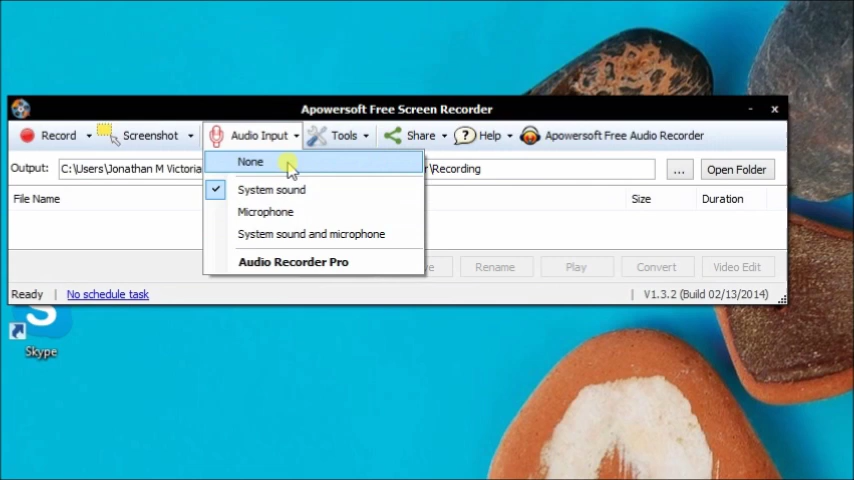 Apowersoft Free Screen Recorder
Record Screenshot Audio Input Tools Share Help Apowersoft Free Audio Recorder
Output: C:\Users\Jonathan M Victoria \Recording ... Open Folder
None
File Name Size Duration
System sound
Microphone
System sound and microphone
Audio Recorder Pro
Rename Play Convert Video Edit
Ready | No schedule task | V1.3.2 (Build 02/13/2014)
Skype